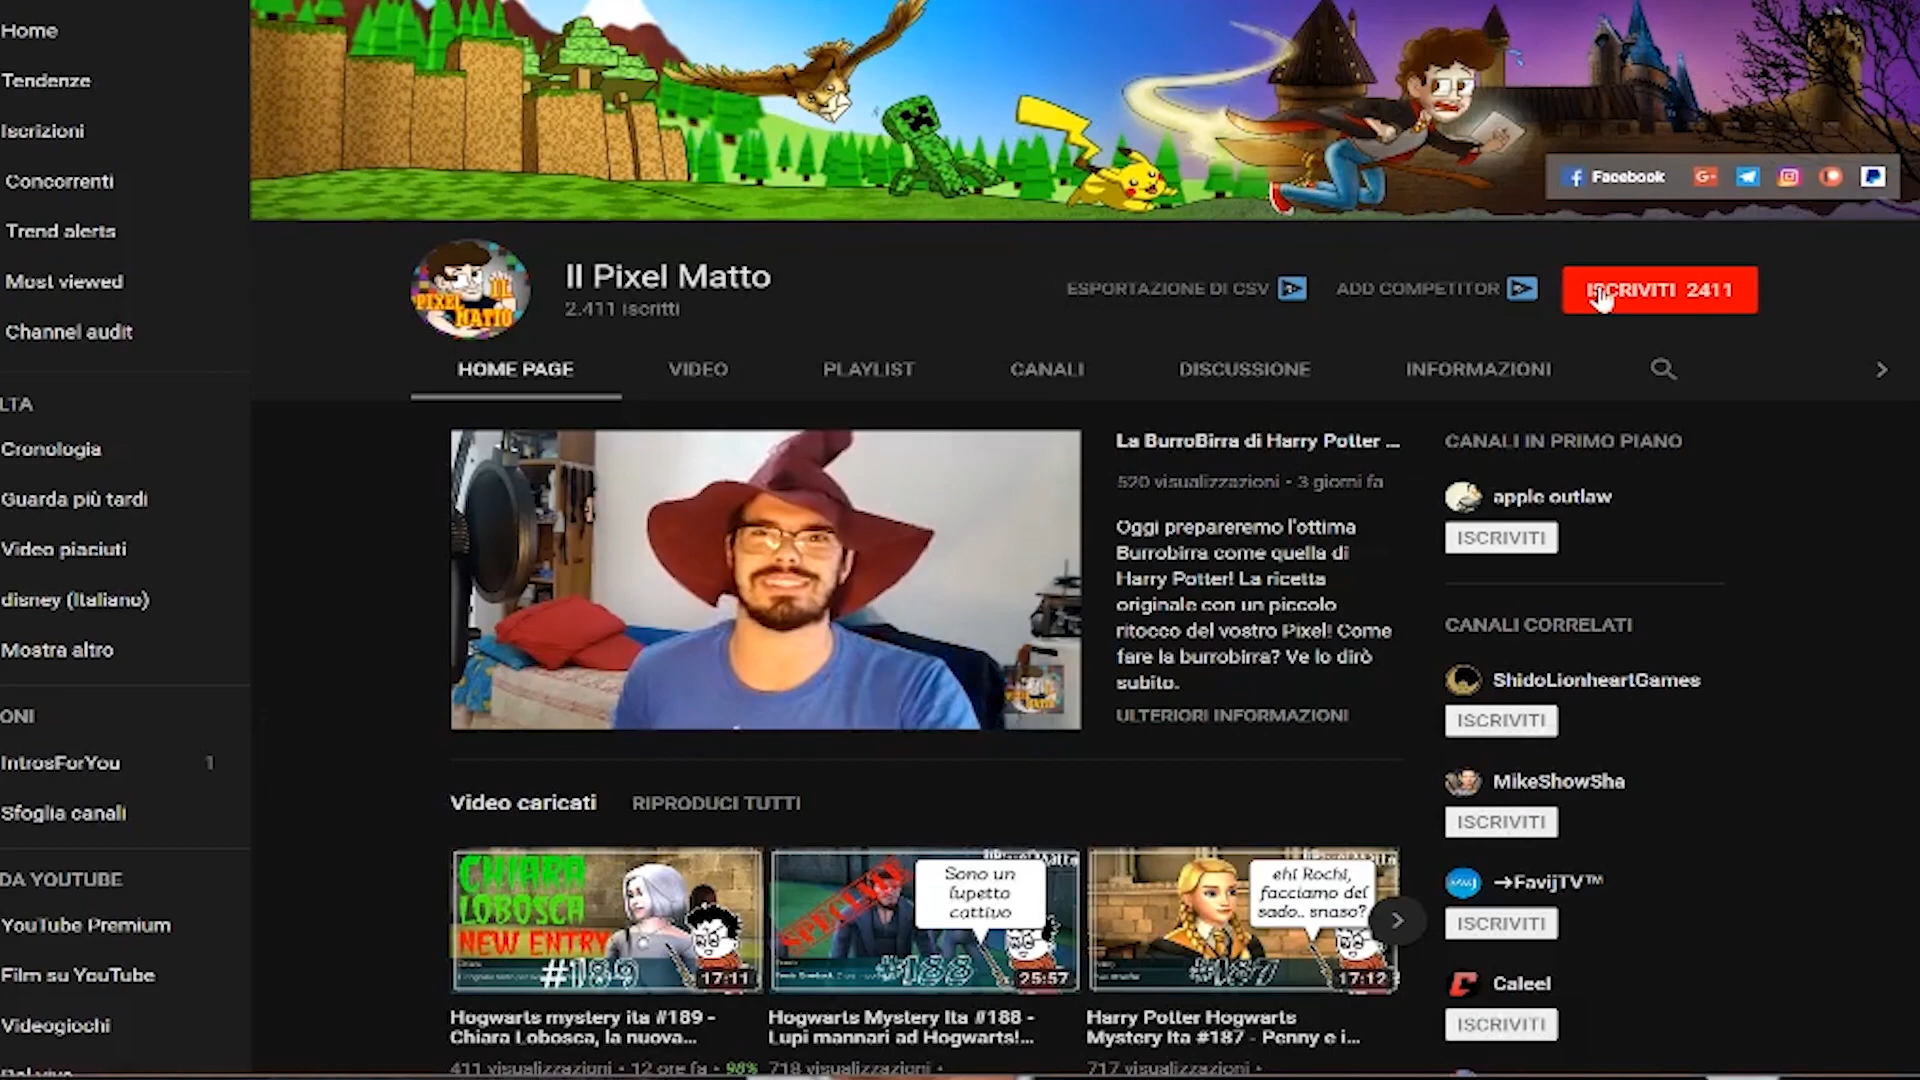 Home
Tendenze
Iscrizioni
Concorrenti
Trend alerts
Most viewed
Channel audit
LTA
Cronologia
Guarda più tardi
Video piaciuti
disney (Italiano)
Mostra altro
ONI
IntrosForYou 1
Sfoglia canali
DA YOUTUBE
YouTube Premium
Film su YouTube
Videogiochi
Facebook
PIXEL IL
MATTO
Il Pixel Matto
2.411 iscritti
ESPORTAZIONE DI CSV
ADD COMPETITOR
ISCRIVITI 2411
HOME PAGE VIDEO PLAYLIST CANALI DISCUSSIONE INFORMAZIONI
La BurroBirra di Harry Potter ...
520 visualizzazioni • 3 giorni fa
Oggi prepareremo l'ottima
Burrobirra come quella di
Harry Potter! La ricetta
originale con un piccolo
ritocco del vostro Pixel! Come
fare la burrobirra? Ve lo dirò
subito.
ULTERIORI INFORMAZIONI
CANALI IN PRIMO PIANO
apple outlaw
ISCRIVITI
CANALI CORRELATI
ShidoLionheartGames
ISCRIVITI
MikeShowSha
ISCRIVITI
→FavijTV™
ISCRIVITI
Caleel
ISCRIVITI
Video caricati RIPRODUCI TUTTI
CHIARA
LOBOSCA
NEW ENTRY
#189
17:11
Hogwarts mystery ita #189 -
Chiara Lobosca, la nuova...
411 visualizzazioni • 12 ore fa • 98%
SPECIALE
Sono un
lupetto
cattivo
#188
25:57
Hogwarts Mystery Ita #188 -
Lupi mannari ad Hogwarts!...
718 visualizzazioni •
ehi Rochi,
facciamo del
sado.. snaso?
#187
17:12
Harry Potter Hogwarts
Mystery Ita #187 - Penny e i...
717 visualizzazioni •